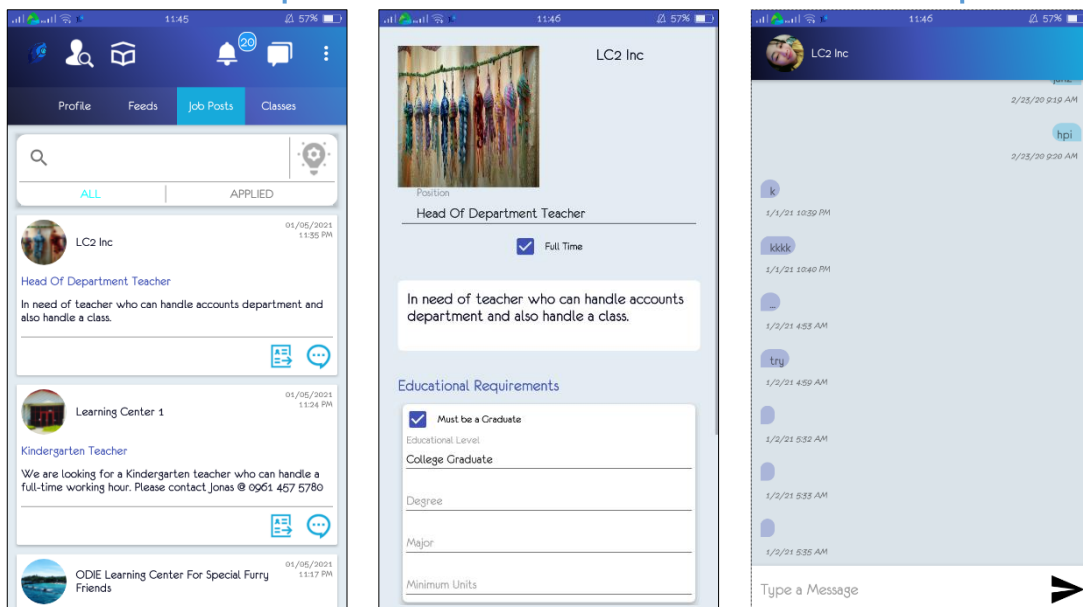 11:45
57%
20
Profile Feeds Job Posts Classes
ALL APPLIED
LC2 Inc
01/05/2021
11:35 PM
Head Of Department Teacher
In need of teacher who can handle accounts department and
also handle a class.
Learning Center 1
01/05/2021
11:24 PM
Kindergarten Teacher
We are looking for a Kindergarten teacher who can handle a
full-time working hour. Please contact Jonas @ 0961 457 5780
ODIE Learning Center For Special Furry
Friends
01/05/2021
11:17 PM
11:46
57%
LC2 Inc
Position
Head Of Department Teacher
Full Time
In need of teacher who can handle accounts
department and also handle a class.
Educational Requirements
Must be a Graduate
Educational Level
College Graduate
Degree
Major
Minimum Units
11:46
57%
LC2 Inc
2/23/20 9:19 AM
hpi
2/23/20 9:20 AM
k
1/1/21 10:39 PM
kkkk
1/1/21 10:40 PM
...
1/2/21 4:53 AM
try
1/2/21 4:59 AM
1/2/21 5:32 AM
1/2/21 5:33 AM
1/2/21 5:35 AM
Type a Message